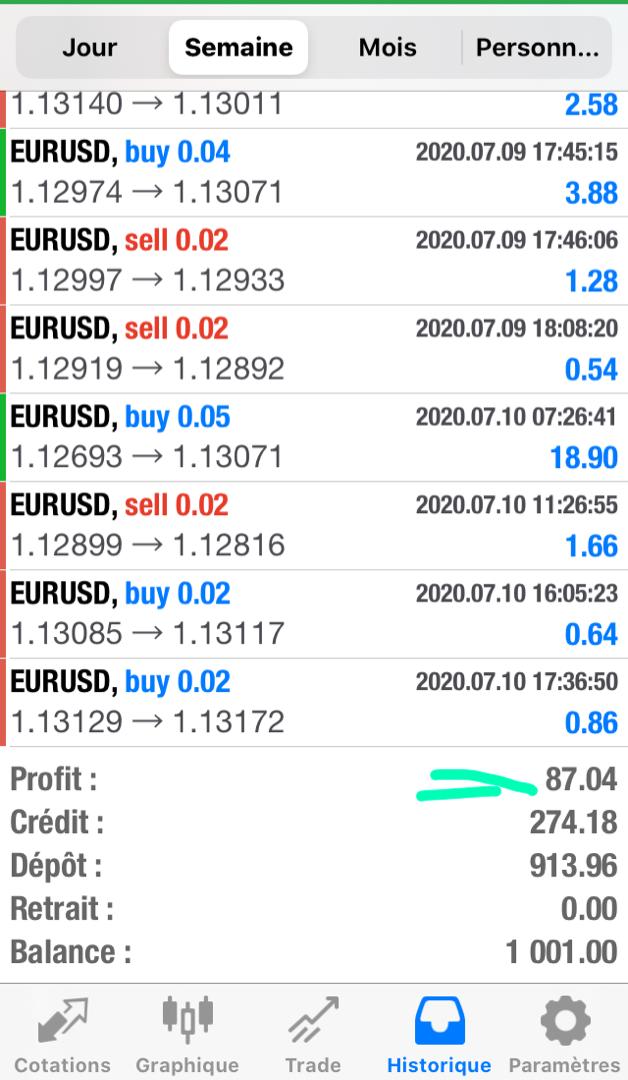 Jour Semaine Mois Personn...
1.13140 → 1.13011 2.58
EURUSD, buy 0.04 2020.07.09 17:45:15
1.12974 → 1.13071 3.88
EURUSD, sell 0.02 2020.07.09 17:46:06
1.12997 → 1.12933 1.28
EURUSD, sell 0.02 2020.07.09 18:08:20
1.12919 → 1.12892 0.54
EURUSD, buy 0.05 2020.07.10 07:26:41
1.12693 → 1.13071 18.90
EURUSD, sell 0.02 2020.07.10 11:26:55
1.12899 → 1.12816 1.66
EURUSD, buy 0.02 2020.07.10 16:05:23
1.13085 → 1.13117 0.64
EURUSD, buy 0.02 2020.07.10 17:36:50
1.13129 → 1.13172 0.86
Profit : 87.04
Crédit : 274.18
Dépôt : 913.96
Retrait : 0.00
Balance : 1 001.00
Cotations Graphique Trade Historique Paramètres